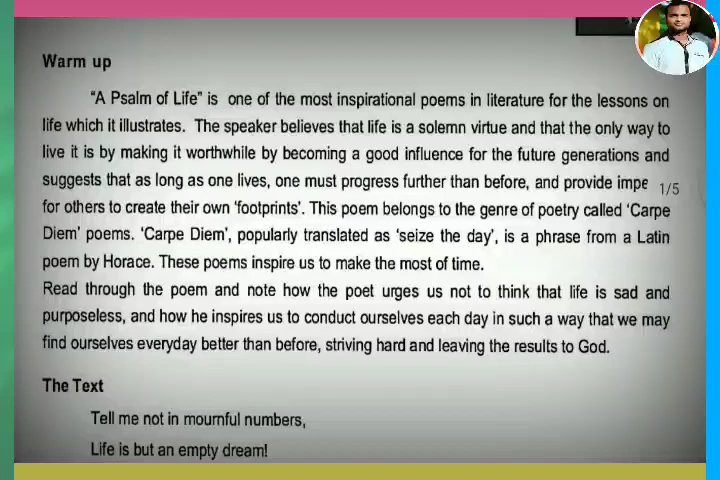 Warm up
“A Psalm of Life” is one of the most inspirational poems in literature for the lessons on
life which it illustrates. The speaker believes that life is a solemn virtue and that the only way to
live it is by making it worthwhile by becoming a good influence for the future generations and
suggests that as long as one lives, one must progress further than before, and provide impe
1/5
for others to create their own ‘footprints’. This poem belongs to the genre of poetry called ‘Carpe
Diem’ poems. ‘Carpe Diem’, popularly translated as ‘seize the day’, is a phrase from a Latin
poem by Horace. These poems inspire us to make the most of time.
Read through the poem and note how the poet urges us not to think that life is sad and
purposeless, and how he inspires us to conduct ourselves each day in such a way that we may
find ourselves everyday better than before, striving hard and leaving the results to God.
The Text
Tell me not in mournful numbers,
Life is but an empty dream!